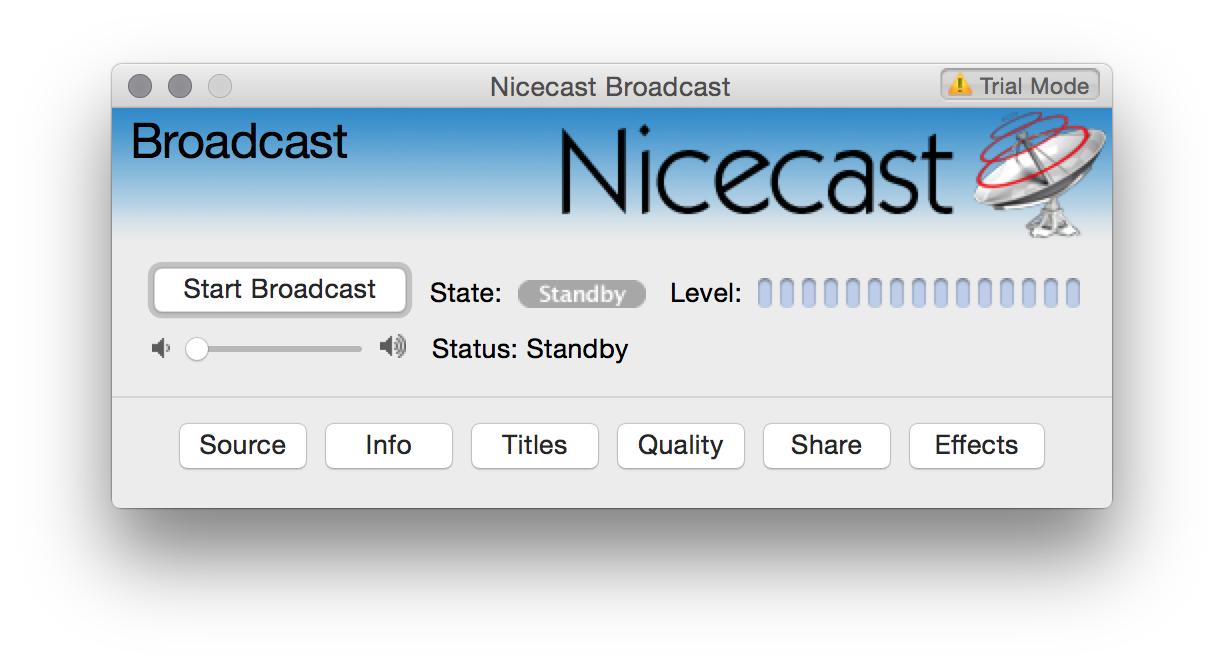 Nicecast Broadcast
Trial Mode
Broadcast
Nicecast
Start Broadcast
State: Standby
Level:
Status: Standby
Source
Info
Titles
Quality
Share
Effects